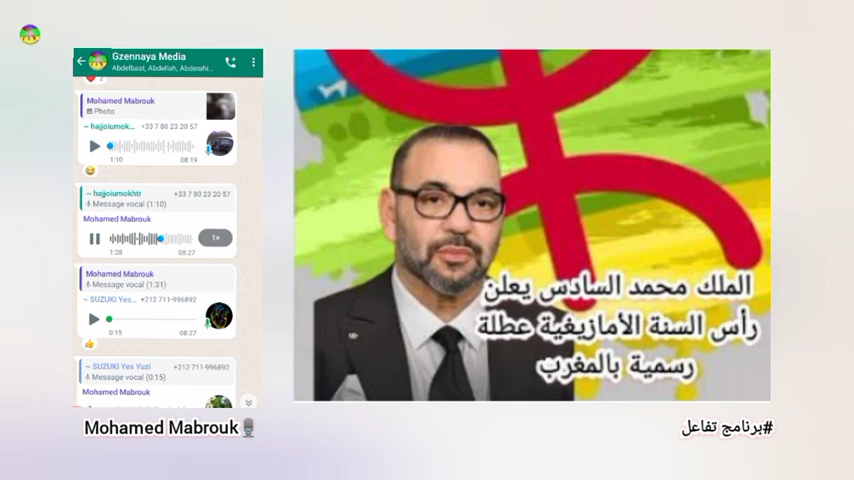 Gzennaya Media
Abdelbast, Abdellah, Abderahi...
2
Mohamed Mabrouk
Photo
~ hajjoiumok... +33 7 80 23 20 57
1:10 08:19
~ hajjoiumokhtr +33 7 80 23 20 57
Message vocal (1:10)
Mohamed Mabrouk
1×
1:28 08:27
Mohamed Mabrouk
Message vocal (1:31)
~ SUZUKI Yes... +212 711-996892
0:15 08:27
~ SUZUKI Yes Yuzi +212 711-996892
Message vocal (0:15)
Mohamed Mabrouk
الملك محمد السادس يعلن
رأس السنة الأمازيغية عطلة
رسمية بالمغرب
Mohamed Mabrouk
#برنامج تفاعل